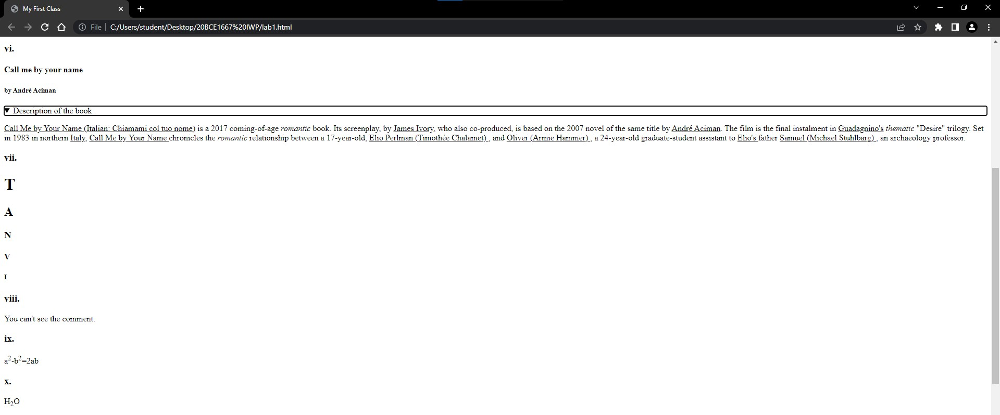 My First Class
File C:/Users/student/Desktop/20BCE1667%20IWP/lab1.html
vi.
Call me by your name
by André Aciman
▼ Description of the book
Call Me by Your Name (Italian: Chiamami col tuo nome) is a 2017 coming-of-age romantic book. Its screenplay, by James Ivory, who also co-produced, is based on the 2007 novel of the same title by André Aciman. The film is the final instalment in Guadagnino's thematic "Desire" trilogy. Set
in 1983 in northern Italy, Call Me by Your Name chronicles the romantic relationship between a 17-year-old, Elio Perlman (Timothée Chalamet) , and Oliver (Armie Hammer) , a 24-year-old graduate-student assistant to Elio's father Samuel (Michael Stuhlbarg) , an archaeology professor.
vii.
T
A
N
V
I
viii.
You can't see the comment.
ix.
a²-b²=2ab
x.
H₂O